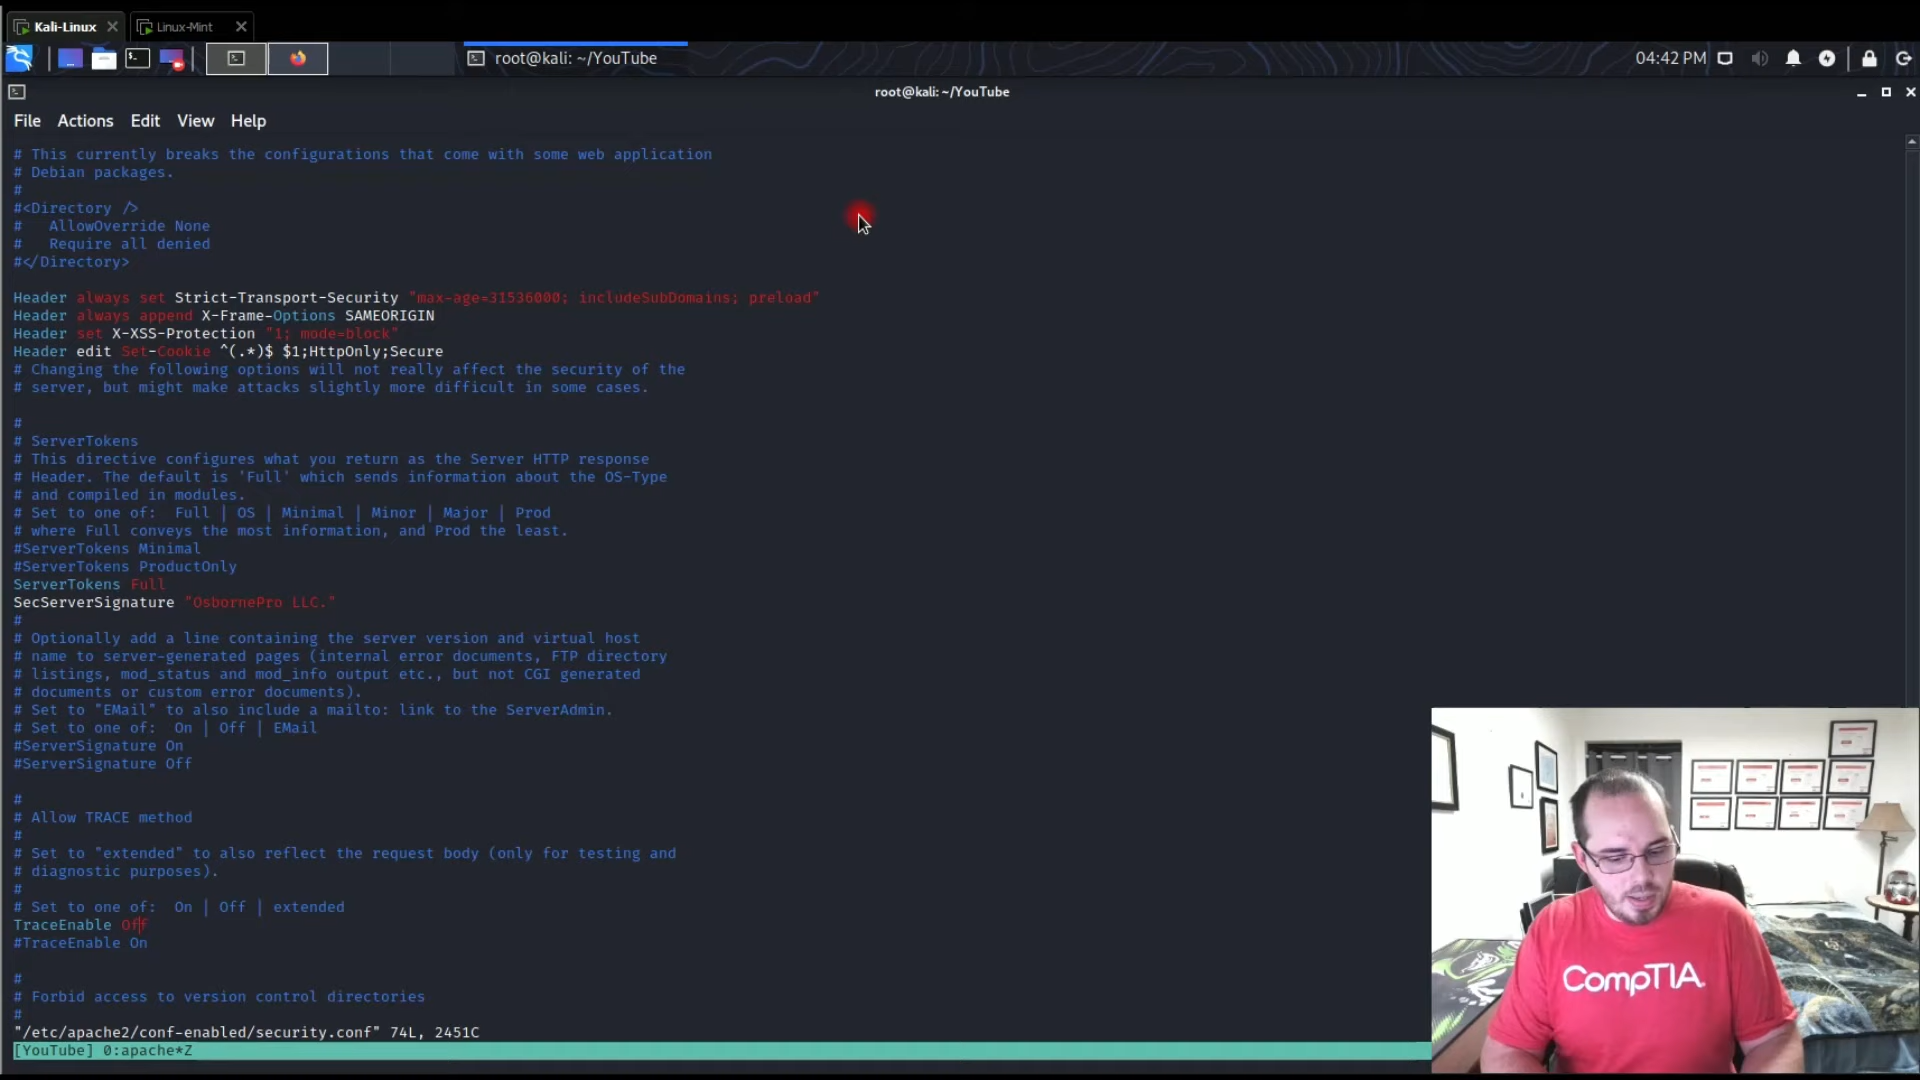 Kali-Linux
Linux-Mint
root@kali: ~/YouTube
04:42 PM
root@kali: ~/YouTube
File Actions Edit View Help
# This currently breaks the configurations that come with some web application
# Debian packages.
#
#<Directory />
#   AllowOverride None
#   Require all denied
#</Directory>
Header always set Strict-Transport-Security "max-age=31536000; includeSubDomains; preload"
Header always append X-Frame-Options SAMEORIGIN
Header set X-XSS-Protection "1; mode=block"
Header edit Set-Cookie ^(.*)$ $1;HttpOnly;Secure
# Changing the following options will not really affect the security of the
# server, but might make attacks slightly more difficult in some cases.
#
# ServerTokens
# This directive configures what you return as the Server HTTP response
# Header. The default is 'Full' which sends information about the OS-Type
# and compiled in modules.
# Set to one of:  Full | OS | Minimal | Minor | Major | Prod
# where Full conveys the most information, and Prod the least.
#ServerTokens Minimal
#ServerTokens ProductOnly
ServerTokens Full
SecServerSignature "OsbornePro LLC."
#
# Optionally add a line containing the server version and virtual host
# name to server-generated pages (internal error documents, FTP directory
# listings, mod_status and mod_info output etc., but not CGI generated
# documents or custom error documents).
# Set to "EMail" to also include a mailto: link to the ServerAdmin.
# Set to one of:  On | Off | EMail
#ServerSignature On
#ServerSignature Off
#
# Allow TRACE method
#
# Set to "extended" to also reflect the request body (only for testing and
# diagnostic purposes).
#
# Set to one of:  On | Off | extended
TraceEnable Off
#TraceEnable On
#
# Forbid access to version control directories
#
"/etc/apache2/conf-enabled/security.conf" 74L, 2451C
[YouTube] 0:apache*Z
CompTIA.